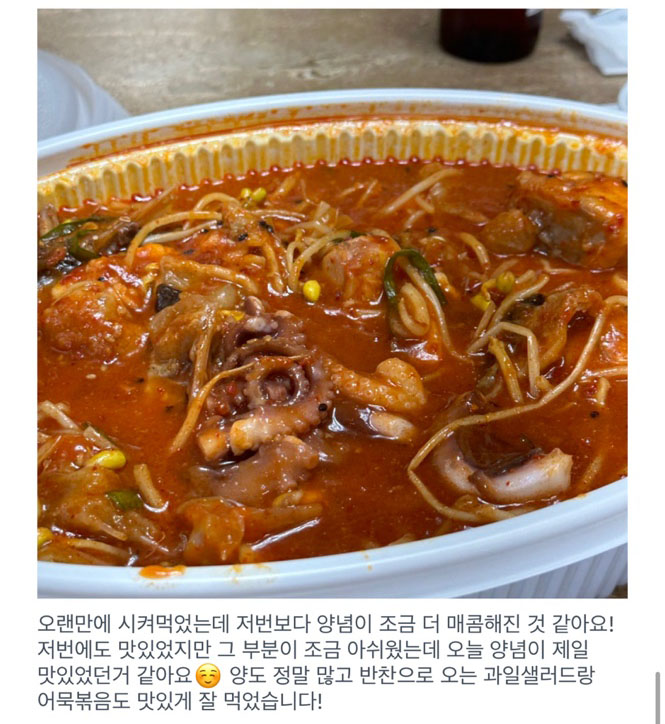 오랜만에 시켜먹었는데 저번보다 양념이 조금 더 매콤해진 것 같아요!
저번에도 맛있었지만 그 부분이 조금 아쉬웠는데 오늘 양념이 제일
맛있었던거 같아요☺️ 양도 정말 많고 반찬으로 오는 과일샐러드랑
어묵볶음도 맛있게 잘 먹었습니다!